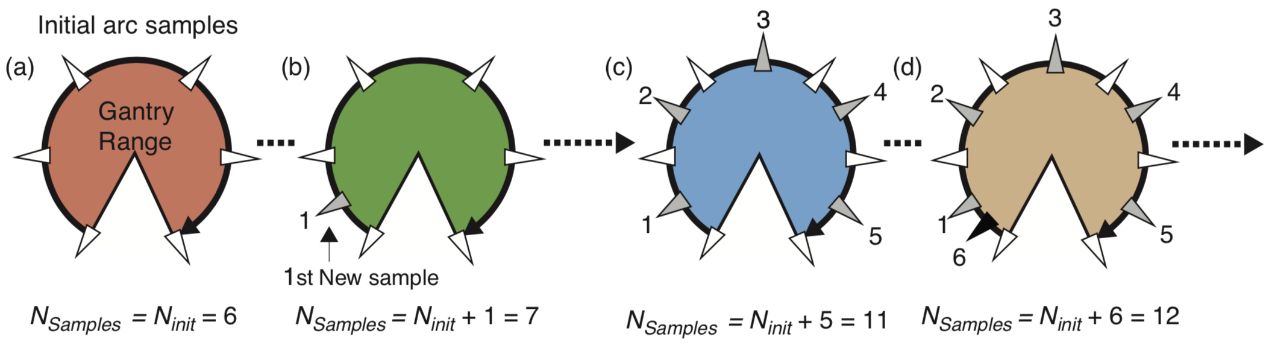 Initial arc samples
(a)
Gantry
Range
N_Samples = N_init = 6
(b)
1
1st New sample
N_Samples = N_init + 1 = 7
(c)
3
2
4
1
5
N_Samples = N_init + 5 = 11
(d)
3
2
4
1
5
6
N_Samples = N_init + 6 = 12